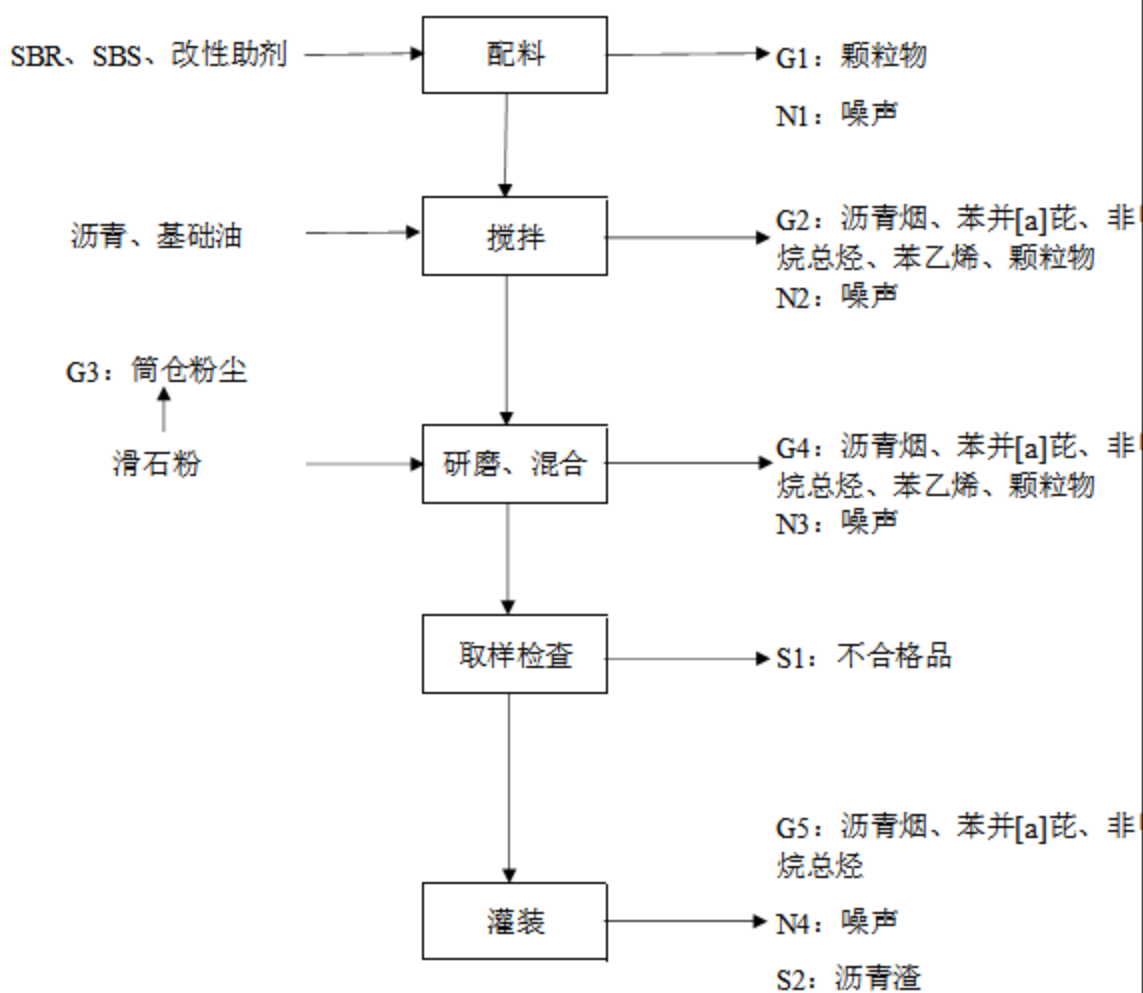 SBR、SBS、改性助剂
配料
G1：颗粒物
N1：噪声
沥青、基础油
搅拌
G2：沥青烟、苯并[a]芘、非
烷总烃、苯乙烯、颗粒物
N2：噪声
G3：筒仓粉尘
滑石粉
研磨、混合
G4：沥青烟、苯并[a]芘、非
烷总烃、苯乙烯、颗粒物
N3：噪声
取样检查
S1：不合格品
灌装
G5：沥青烟、苯并[a]芘、非
烷总烃
N4：噪声
S2：沥青渣